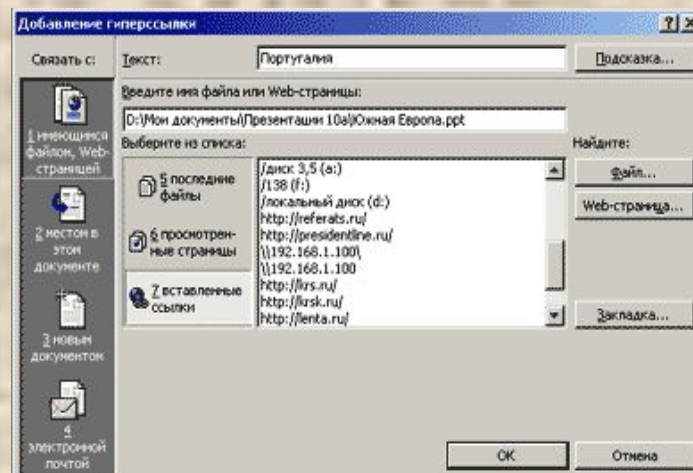 Добавление гиперссылки
Связать с:
Текст:
Португалия
Подсказка...
1 имеющимся
файлом, Web-
страницей
2 местом в
этом
документе
3 новым
документом
4
электронной
почтой
Введите имя файла или Web-страницы:
D:\Мои документы\Презентации 10а\Южная Европа.ppt
Выберите из списка:
5 последние
файлы
6 просмотрен-
ные страницы
7 вставленные
ссылки
/диск 3,5 (a:)
/138 (f:)
/локальный диск (d:)
http://referats.ru/
http://presidentline.ru/
\\192.168.1.100\
\\192.168.1.100
http://krs.ru/
http://krsk.ru/
http://lenta.ru/
Найдите:
Файл...
Web-страница...
Закладка...
ОК
Отмена